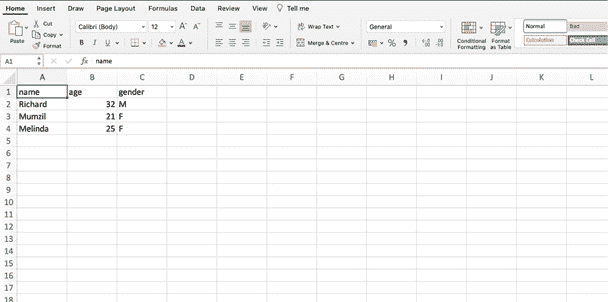 Home Insert Draw Page Layout Formulas Data Review View Tell me
Paste Cut Copy Format
Calibri (Body) 12 A A Wrap Text General Conditional Formatting Format as Table Normal Bad
B I U A Merge & Centre % Calculation Check Cell
A1 fx name
A B C D E F G H I J K L
1 name age gender
2 Richard 32 M
3 Mumzil 21 F
4 Melinda 25 F
5
6
7
8
9
10
11
12
13
14
15
16
17
18